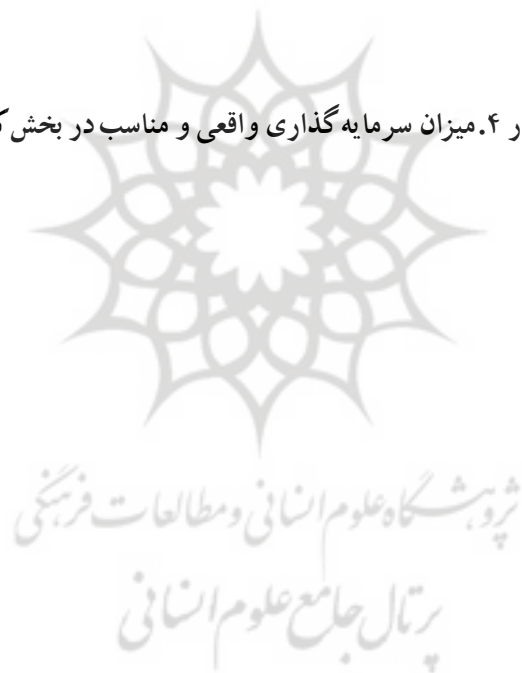 ر ۴.میزان سرمایه‌گذاری واقعی و مناسب در بخش
پژوهشگاه علوم انسانی و مطالعات فرهنگی
پرتال جامع علوم انسانی